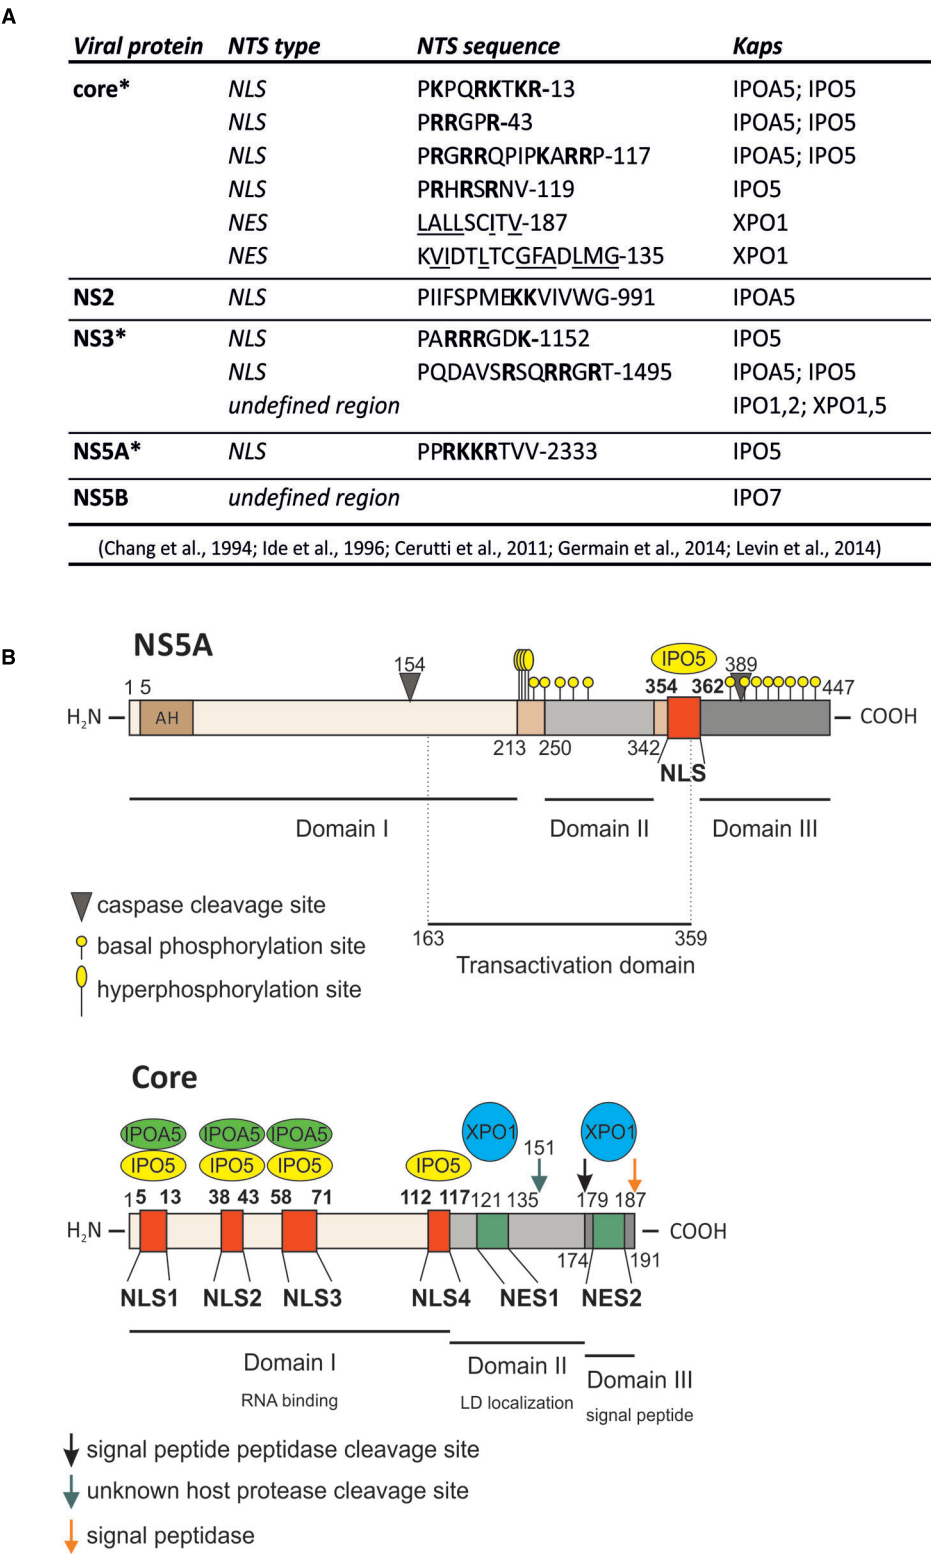 A
Viral protein NTS type NTS sequence Kaps
core* NLS PKPQRKTKR-13 IPOA5; IPO5
NLS PRRGPR-43 IPOA5; IPO5
NLS PRGRRQPIPKARRP-117 IPOA5; IPO5
NLS PRHRSRNV-119 IPO5
NES LALLSCITV-187 XPO1
NES KVIDTLTCGFADLMG-135 XPO1
NS2 NLS PIIFSPMEKKVIVWG-991 IPOA5
NS3* NLS PARRRGDK-1152 IPO5
NLS PQDAVSRSQRRGRT-1495 IPOA5; IPO5
undefined region IPO1,2; XPO1,5
NS5A* NLS PPRKKRTVV-2333 IPO5
NS5B undefined region IPO7
(Chang et al., 1994; Ide et al., 1996; Cerutti et al., 2011; Germain et al., 2014; Levin et al., 2014)
B
NS5A
IPO5
154 389
1 5 354 362 447
H2N AH COOH
213 250 342
NLS
Domain I Domain II Domain III
caspase cleavage site
163 359
basal phosphorylation site
Transactivation domain
hyperphosphorylation site
Core
IPOA5 IPOA5 IPOA5 XPO1 XPO1
151
IPO5 IPO5 IPO5 IPO5
1 5 13 38 43 58 71 112 117 121 135 179 187
H2N COOH
174 191
NLS1 NLS2 NLS3 NLS4 NES1 NES2
Domain I Domain II Domain III
RNA binding LD localization signal peptide
signal peptide peptidase cleavage site
unknown host protease cleavage site
signal peptidase